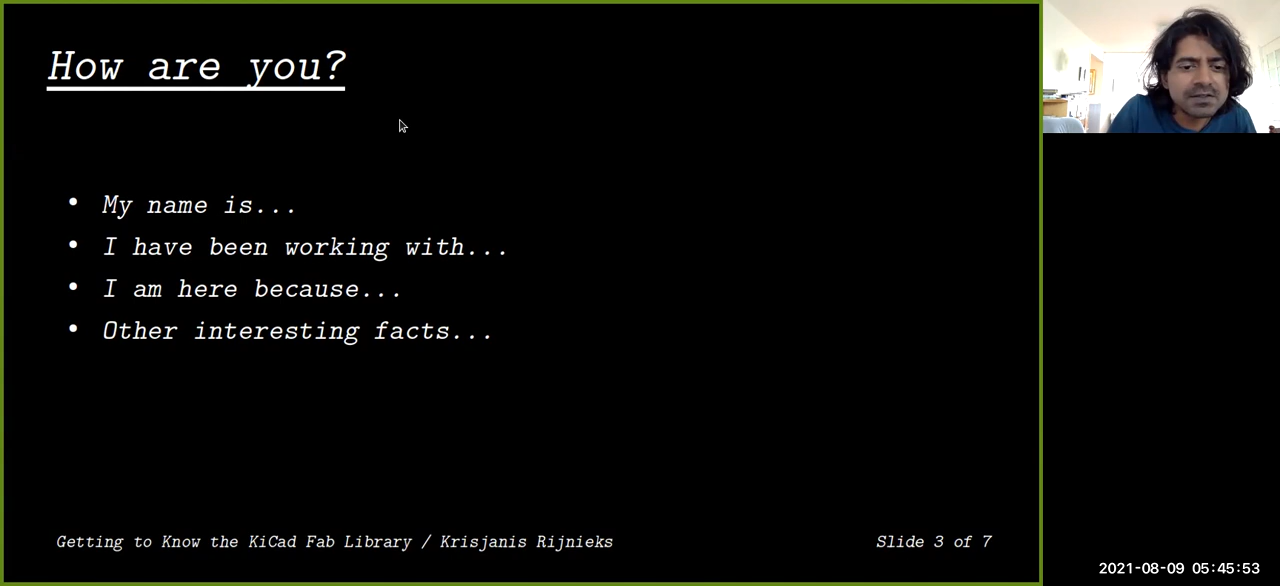 How are you?
• My name is...
• I have been working with...
• I am here because...
• Other interesting facts...
Getting to Know the KiCad Fab Library / Krisjanis Rijnieks
Slide 3 of 7
2021-08-09 05:45:53